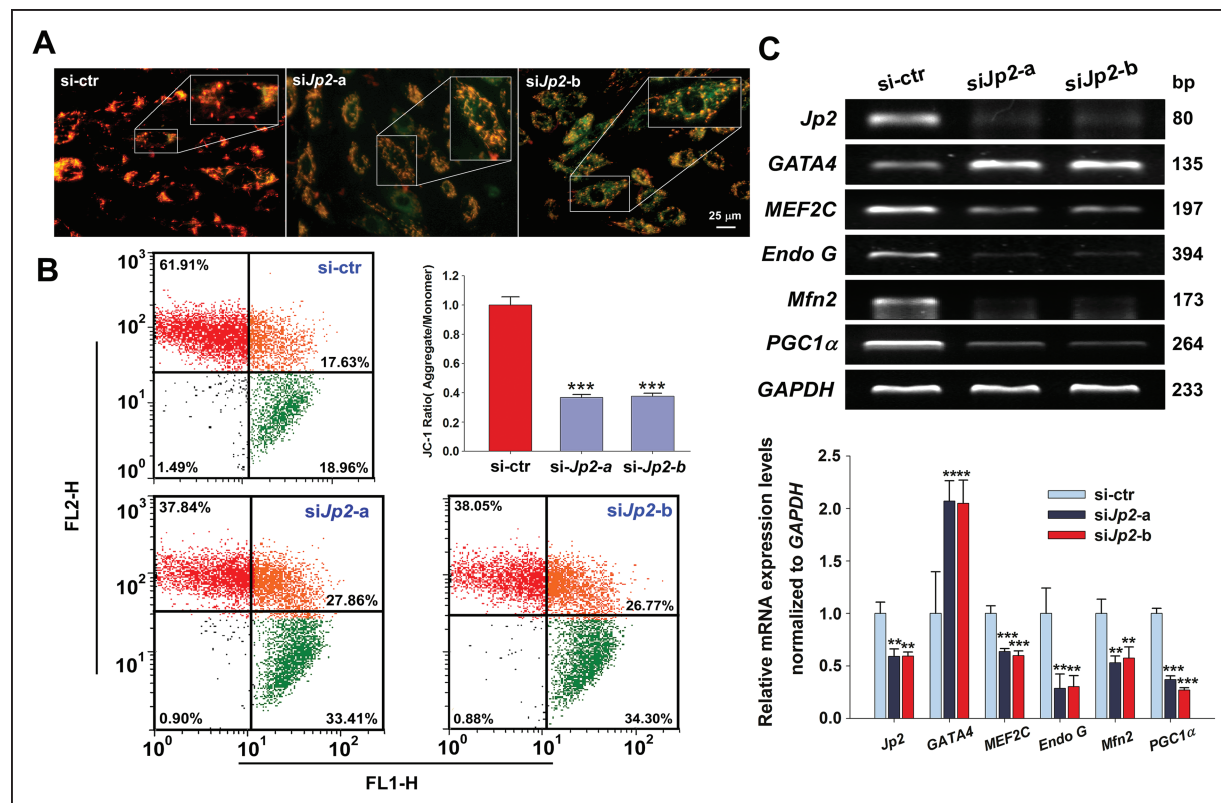 A
si-ctr
siJp2-a
siJp2-b
25 µm
B
10³
10²
10¹
10⁰
61.91%
si-ctr
17.63%
1.49%
18.96%
JC-1 Ratio( Aggregate/Monomer)
1.2
1.0
0.8
0.6
0.4
0.2
0.0
***
***
si-ctr
si-Jp2-a
si-Jp2-b
FL2-H
10³
10²
10¹
37.84%
siJp2-a
27.86%
0.90%
33.41%
10⁰
10¹
10²
38.05%
siJp2-b
26.77%
0.88%
34.30%
10⁰
10¹
10²
FL1-H
C
si-ctr
siJp2-a
siJp2-b
bp
Jp2
80
GATA4
135
MEF2C
197
Endo G
394
Mfn2
173
PGC1α
264
GAPDH
233
Relative mRNA expression levels
normalized to GAPDH
2.5
2.0
1.5
1.0
0.5
0.0
si-ctr
siJp2-a
siJp2-b
**
**
****
***
***
**
**
**
**
***
***
Jp2
GATA4
MEF2C
Endo G
Mfn2
PGC1α